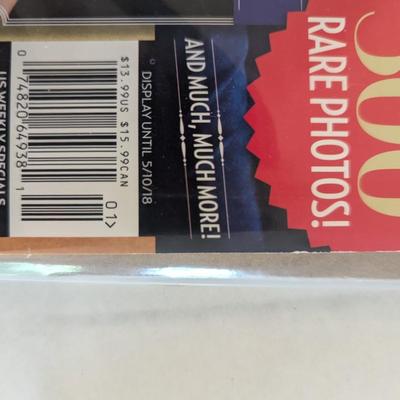 300
RARE PHOTOS!
AND MUCH, MUCH MORE!
DISPLAY UNTIL 5/10/18
$13.99US $15.99CAN
01>
0 74820 64938 1
US WEEKLY SPECIALS